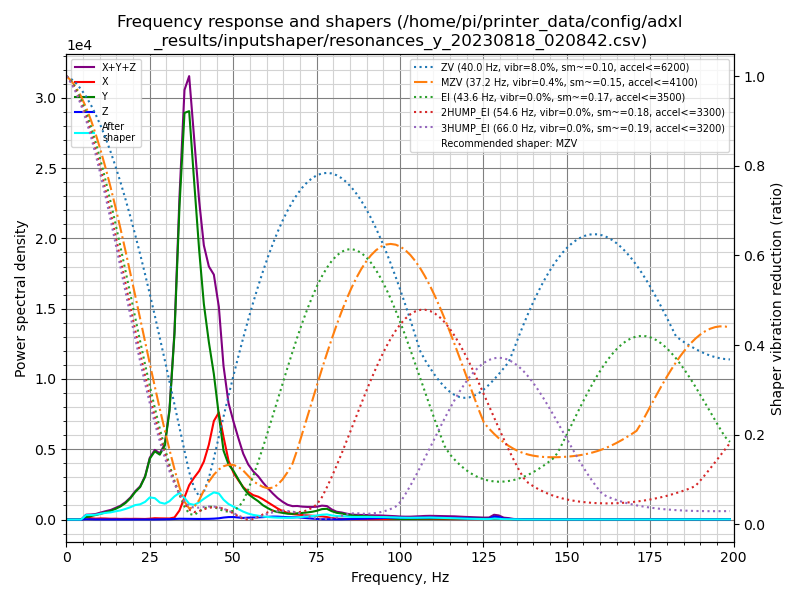 Frequency response and shapers (/home/pi/printer_data/config/adxl
_results/inputshaper/resonances_y_20230818_020842.csv)
1e4
X+Y+Z
X
Y
Z
After
shaper
ZV (40.0 Hz, vibr=8.0%, sm~=0.10, accel<=6200)
MZV (37.2 Hz, vibr=0.4%, sm~=0.15, accel<=4100)
EI (43.6 Hz, vibr=0.0%, sm~=0.17, accel<=3500)
2HUMP_EI (54.6 Hz, vibr=0.0%, sm~=0.18, accel<=3300)
3HUMP_EI (66.0 Hz, vibr=0.0%, sm~=0.19, accel<=3200)
Recommended shaper: MZV
Power spectral density
3.0
2.5
2.0
1.5
1.0
0.5
0.0
1.0
0.8
0.6
0.4
0.2
0.0
Shaper vibration reduction (ratio)
0 25 50 75 100 125 150 175 200
Frequency, Hz